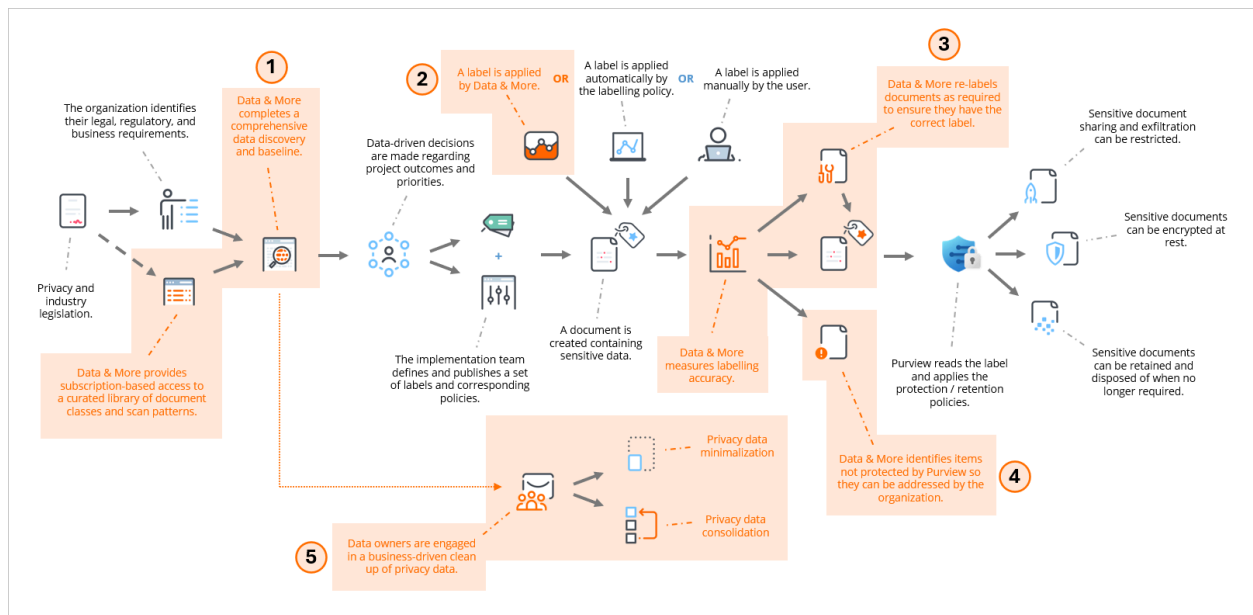 1
Data & More
completes a
comprehensive
data discovery
and baseline.
The organization identifies
their legal, regulatory, and
business requirements.
Privacy and
industry
legislation.
Data & More provides
subscription-based access to
a curated library of document
classes and scan patterns.
Data-driven decisions
are made regarding
project outcomes and
priorities.
2
A label is applied
by Data & More.
OR
A label is applied
automatically by
the labelling policy.
OR
A label is applied
manually by the user.
+
The implementation team
defines and publishes a set
of labels and corresponding
policies.
A document is
created containing
sensitive data.
Data & More
measures labelling
accuracy.
3
Data & More re-labels
documents as required
to ensure they have the
correct label.
Purview reads the
label and applies the
protection / retention
policies.
Sensitive document
sharing and exfiltration
can be restricted.
Sensitive documents
can be encrypted at
rest.
Sensitive documents
can be retained and
disposed of when no
longer required.
Data & More identifies items
not protected by Purview so
they can be addressed by the
organization.
4
5
Data owners are engaged
in a business-driven clean
up of privacy data.
Privacy data
minimalization
Privacy data
consolidation